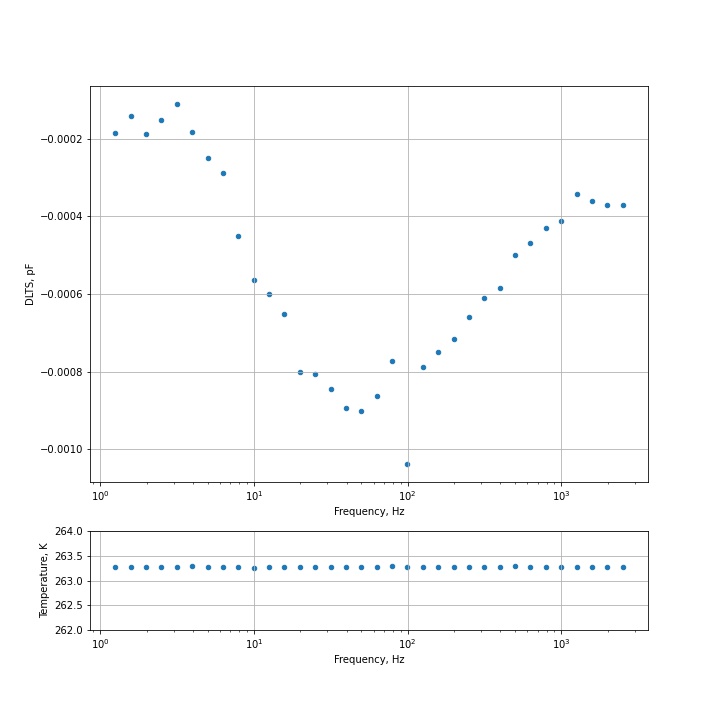 −0.0002
−0.0004
−0.0006
−0.0008
−0.0010
DLTS, pF
10⁰ 10¹ 10² 10³
Frequency, Hz
264.0
263.5
263.0
262.5
262.0
Temperature, K
10⁰ 10¹ 10² 10³
Frequency, Hz